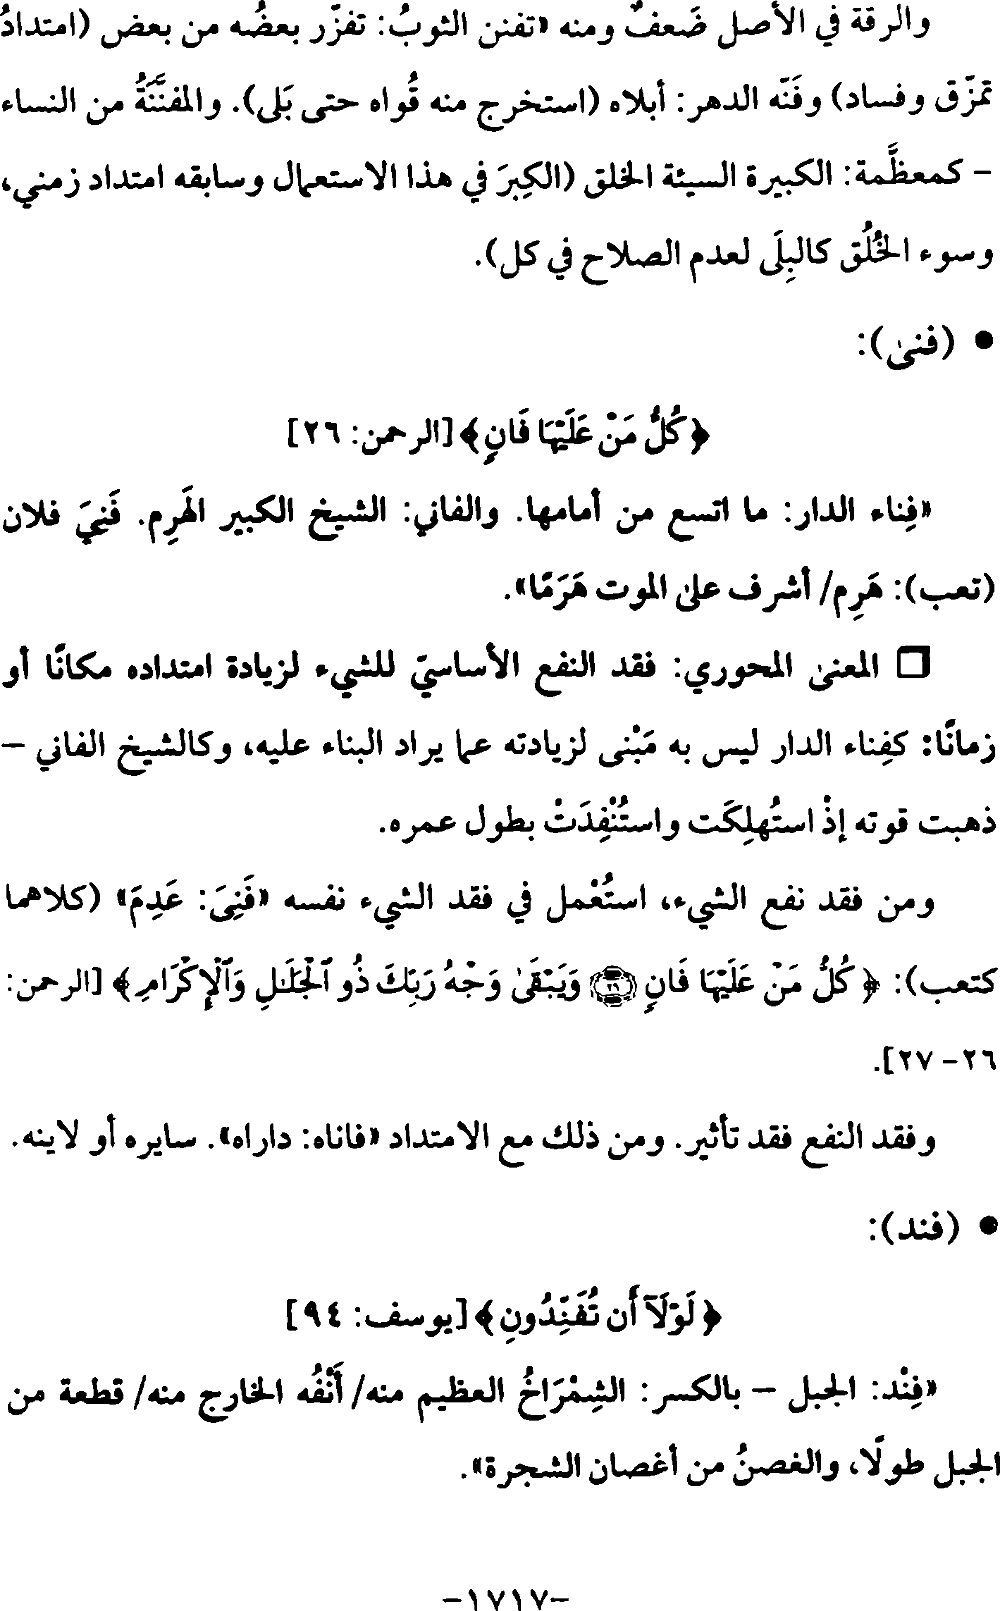 والرقة في الأصل ضَعفٌ ومنه «تفنن الثوبُ: تفزّر بعضُه من بعض (امتدادُ
تمزّق وفساد) وفَنّه الدهر: أبلاه (استخرج منه قُواه حتى بَلي). والمفنَّنَةُ من النساء
– كمعظَّمة: الكبيرة السيئة الخلق (الكِبرَ في هذا الاستعمال وسابقه امتداد زمني،
وسوء الخُلُق كالبِلَى لعدم الصلاح في كل).
• (فنى):
﴿كُلُّ مَنْ عَلَيْهَا فَانٍ﴾ [الرحمن: ٢٦]
«فِناء الدار: ما اتسع من أمامها. والفاني: الشيخ الكبير الهَرِم. فَنِيَ فلان
(تعب): هَرِم/ أشرف على الموت هَرَمًا».
❒ المعنى المحوري: فقد النفع الأساسيّ للشيء لزيادة امتداده مكانًا أو
زمانًا: كفِناء الدار ليس به مَبْنى لزيادته عما يراد البناء عليه، وكالشيخ الفاني –
ذهبت قوته إذْ استُهلِكَت واستُنْفِدَتْ بطول عمره.
ومن فقد نفع الشيء، استُعْمل في فقد الشيء نفسه «فَنِىَ: عَدِمَ» (كلاهما
كتعب): ﴿كُلُّ مَنْ عَلَيْهَا فَانٍ ۝٢٦ وَيَبْقَىٰ وَجْهُ رَبِّكَ ذُو ٱلْجَلَٰلِ وَٱلْإِكْرَامِ﴾ [الرحمن:
٢٦– ٢٧].
وفقد النفع فقد تأثير. ومن ذلك مع الامتداد «فاناه: داراه». سايره أو لاينه.
• (فند):
﴿لَوْلَآ أَن تُفَنِّدُونِ﴾ [يوسف: ٩٤]
«فِنْد: الجبل – بالكسر: الشِمْرَاخُ العظيم منه/ أَنْفُه الخارج منه/ قطعة من
الجبل طولًا، والغصنُ من أغصان الشجرة».
–١٧١٧–